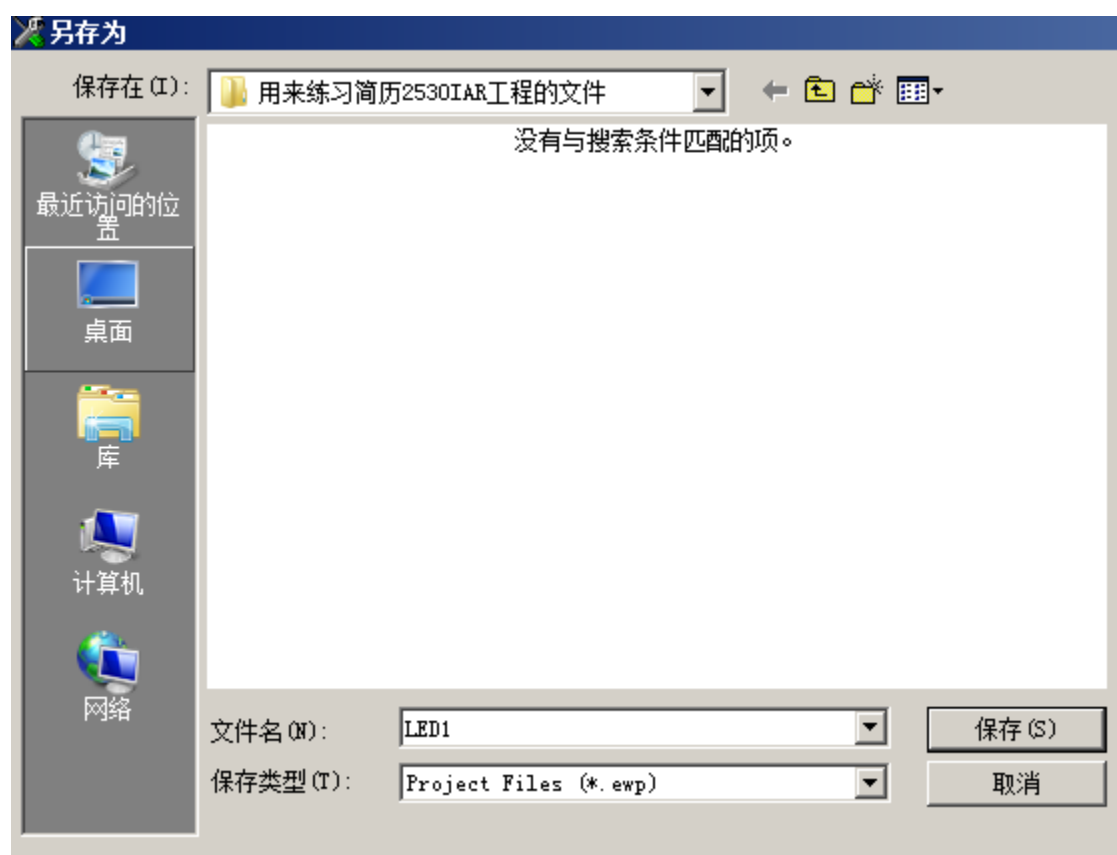 另存为
保存在(I):
用来练习简历2530IAR工程的文件
没有与搜索条件匹配的项。
最近访问的位
置
桌面
库
计算机
网络
文件名(N):
LED1
保存(S)
保存类型(T):
Project Files (*.ewp)
取消